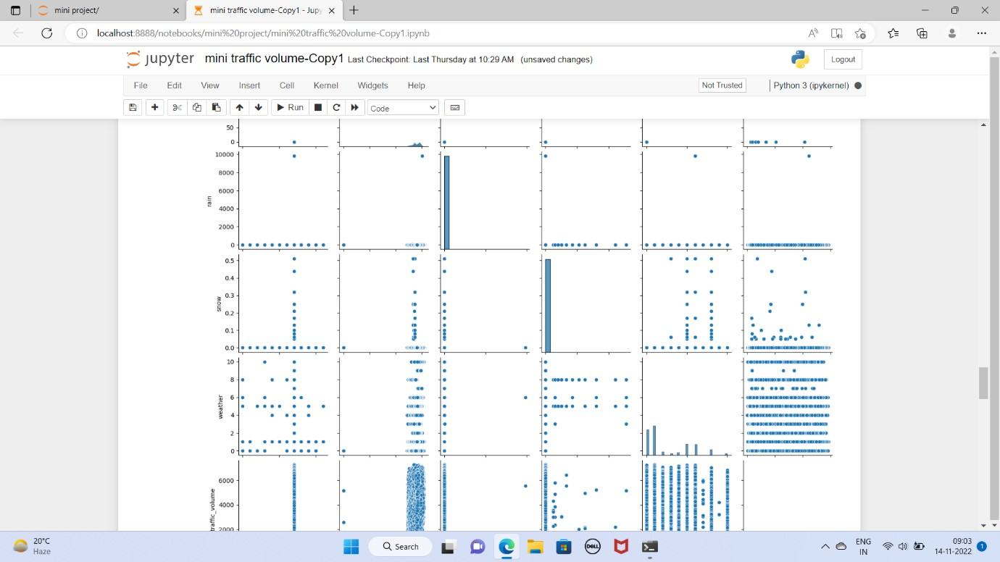 mini project/
mini traffic volume-Copy1 - Jupy
localhost:8888/notebooks/mini%20project/mini%20traffic%20volume-Copy1.ipynb
jupyter mini traffic volume-Copy1 Last Checkpoint: Last Thursday at 10:29 AM (unsaved changes)
Logout
File Edit View Insert Cell Kernel Widgets Help
Not Trusted
Python 3 (ipykernel)
Run
Code
50
0
10000
8000
6000
4000
2000
0
rain
0.5
0.4
0.3
0.2
0.1
0.0
snow
10
8
6
4
2
0
weather
6000
4000
2000
traffic_volume
20°C
Haze
Search
DELL
ENG
IN
09:03
14-11-2022
1